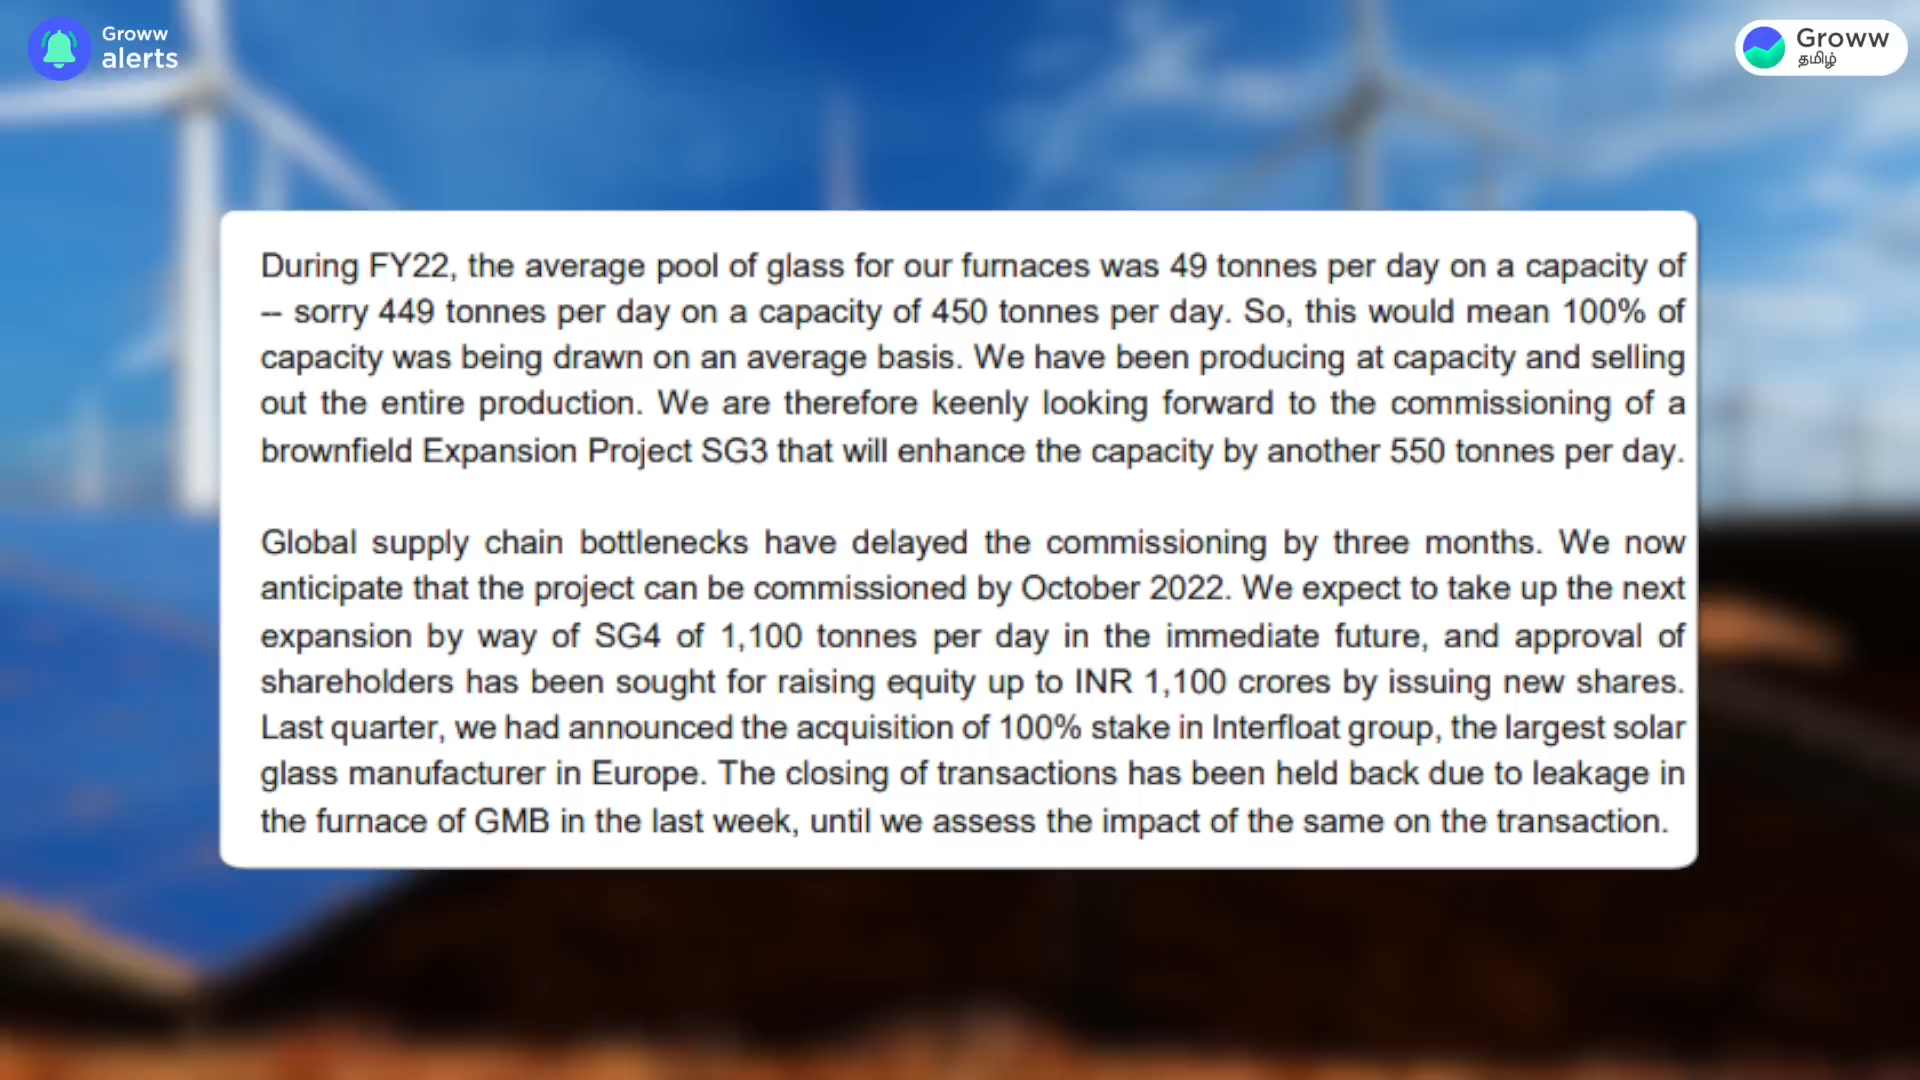 Groww
alerts
Groww
தமிழ்
During FY22, the average pool of glass for our furnaces was 49 tonnes per day on a capacity of
-- sorry 449 tonnes per day on a capacity of 450 tonnes per day. So, this would mean 100% of
capacity was being drawn on an average basis. We have been producing at capacity and selling
out the entire production. We are therefore keenly looking forward to the commissioning of a
brownfield Expansion Project SG3 that will enhance the capacity by another 550 tonnes per day.
Global supply chain bottlenecks have delayed the commissioning by three months. We now
anticipate that the project can be commissioned by October 2022. We expect to take up the next
expansion by way of SG4 of 1,100 tonnes per day in the immediate future, and approval of
shareholders has been sought for raising equity up to INR 1,100 crores by issuing new shares.
Last quarter, we had announced the acquisition of 100% stake in Interfloat group, the largest solar
glass manufacturer in Europe. The closing of transactions has been held back due to leakage in
the furnace of GMB in the last week, until we assess the impact of the same on the transaction.